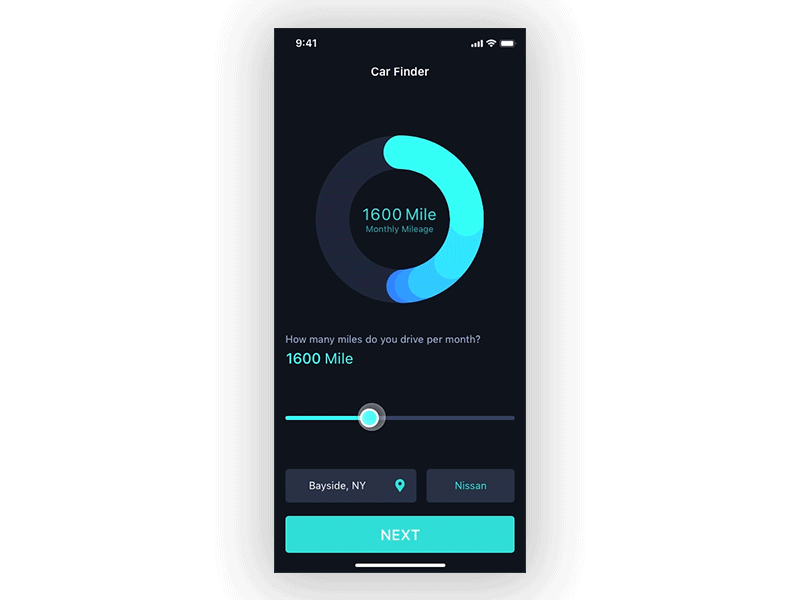 9:41
Car Finder
1600 Mile
Monthly Mileage
How many miles do you drive per month?
1600 Mile
Bayside, NY
Nissan
NEXT